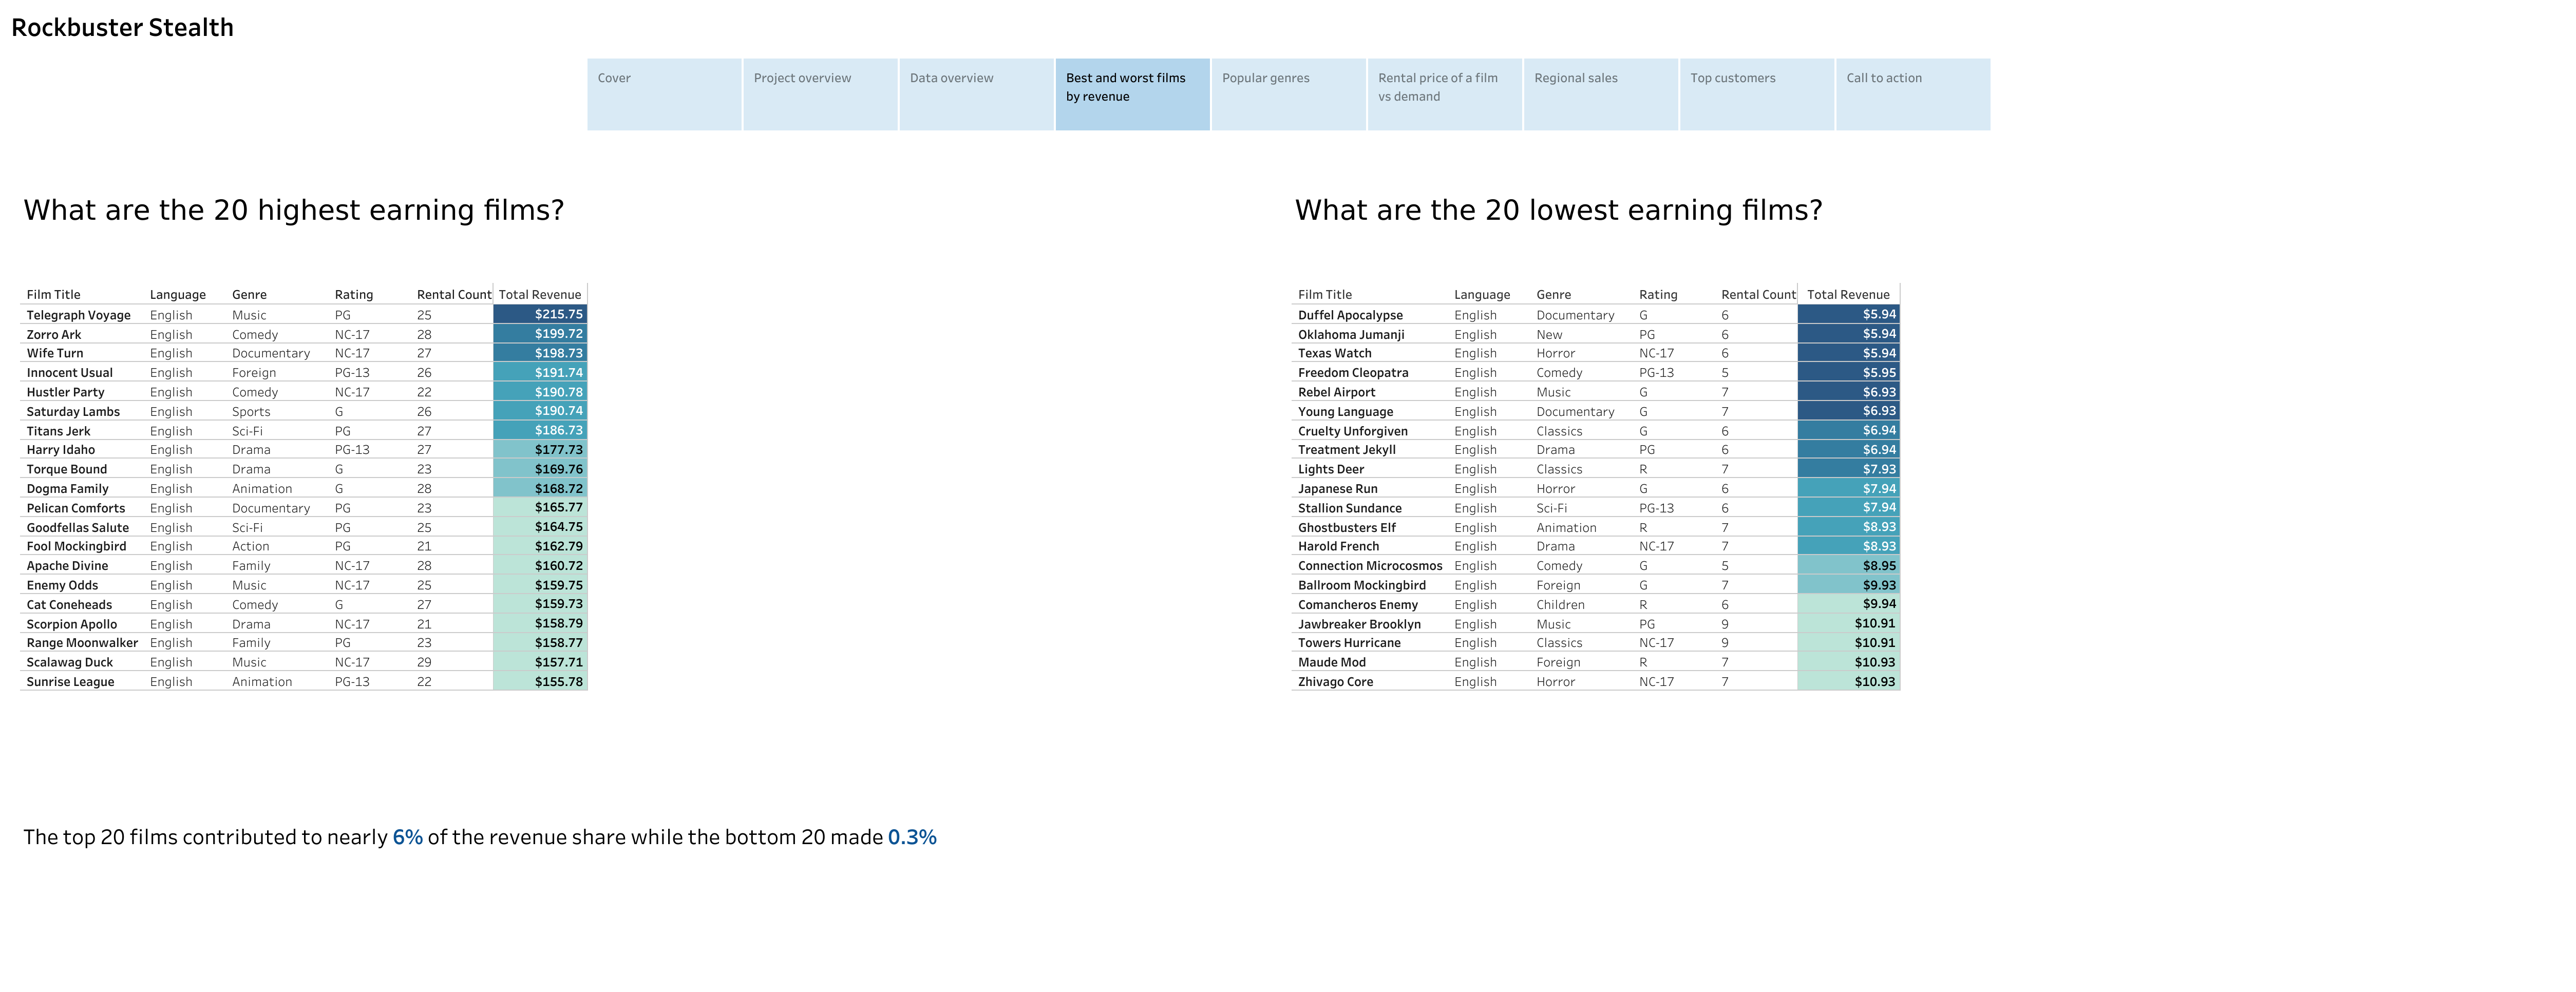 Rockbuster Stealth
Cover
Project overview
Data overview
Best and worst films
by revenue
Popular genres
Rental price of a film
vs demand
Regional sales
Top customers
Call to action
What are the 20 highest earning films?
Film Title Language Genre Rating Rental Count Total Revenue
Telegraph Voyage English Music PG 25 $215.75
Zorro Ark English Comedy NC-17 28 $199.72
Wife Turn English Documentary NC-17 27 $198.73
Innocent Usual English Foreign PG-13 26 $191.74
Hustler Party English Comedy NC-17 22 $190.78
Saturday Lambs English Sports G 26 $190.74
Titans Jerk English Sci-Fi PG 27 $186.73
Harry Idaho English Drama PG-13 27 $177.73
Torque Bound English Drama G 23 $169.76
Dogma Family English Animation G 28 $168.72
Pelican Comforts English Documentary PG 23 $165.77
Goodfellas Salute English Sci-Fi PG 25 $164.75
Fool Mockingbird English Action PG 21 $162.79
Apache Divine English Family NC-17 28 $160.72
Enemy Odds English Music NC-17 25 $159.75
Cat Coneheads English Comedy G 27 $159.73
Scorpion Apollo English Drama NC-17 21 $158.79
Range Moonwalker English Family PG 23 $158.77
Scalawag Duck English Music NC-17 29 $157.71
Sunrise League English Animation PG-13 22 $155.78
What are the 20 lowest earning films?
Film Title Language Genre Rating Rental Count Total Revenue
Duffel Apocalypse English Documentary G 6 $5.94
Oklahoma Jumanji English New PG 6 $5.94
Texas Watch English Horror NC-17 6 $5.94
Freedom Cleopatra English Comedy PG-13 5 $5.95
Rebel Airport English Music G 7 $6.93
Young Language English Documentary G 7 $6.93
Cruelty Unforgiven English Classics G 6 $6.94
Treatment Jekyll English Drama PG 6 $6.94
Lights Deer English Classics R 7 $7.93
Japanese Run English Horror G 6 $7.94
Stallion Sundance English Sci-Fi PG-13 6 $7.94
Ghostbusters Elf English Animation R 7 $8.93
Harold French English Drama NC-17 7 $8.93
Connection Microcosmos English Comedy G 5 $8.95
Ballroom Mockingbird English Foreign G 7 $9.93
Comancheros Enemy English Children R 6 $9.94
Jawbreaker Brooklyn English Music PG 9 $10.91
Towers Hurricane English Classics NC-17 9 $10.91
Maude Mod English Foreign R 7 $10.93
Zhivago Core English Horror NC-17 7 $10.93
The top 20 films contributed to nearly 6% of the revenue share while the bottom 20 made 0.3%